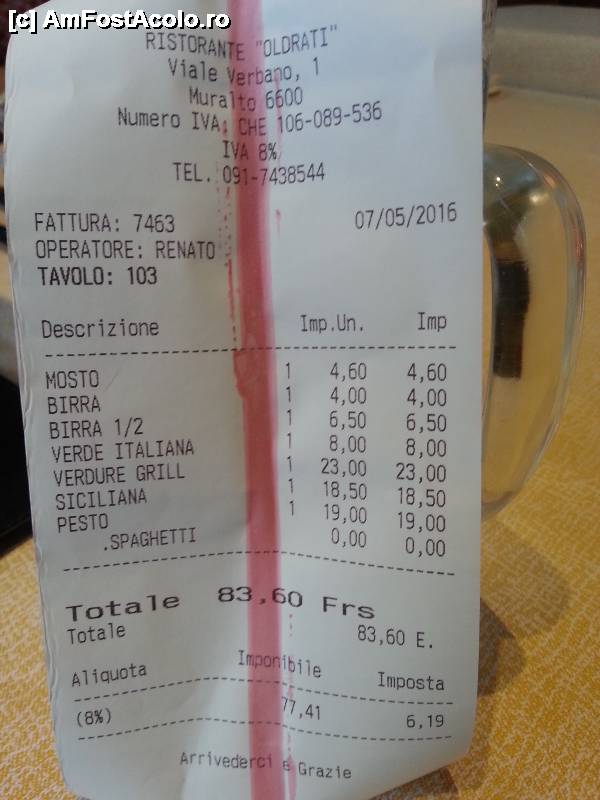 [c] AmFostAcolo.ro
RISTORANTE "OLDRATI"
Viale Verbano, 1
Muralto 6600
Numero IVA: CHE 106-089-536
IVA 8%
TEL. 091-7438544
FATTURA: 7463 07/05/2016
OPERATORE: RENATO
TAVOLO: 103
Descrizione Imp.Un. Imp
MOSTO 1 4,60 4,60
BIRRA 1 4,00 4,00
BIRRA 1/2 1 6,50 6,50
VERDE ITALIANA 1 8,00 8,00
VERDURE GRILL 1 23,00 23,00
SICILIANA 1 18,50 18,50
PESTO 1 19,00 19,00
.SPAGHETTI 0,00 0,00
Totale 83,60 Frs
Totale 83,60 E.
Aliquota Imponibile Imposta
(8%) 77,41 6,19
Arrivederci e Grazie